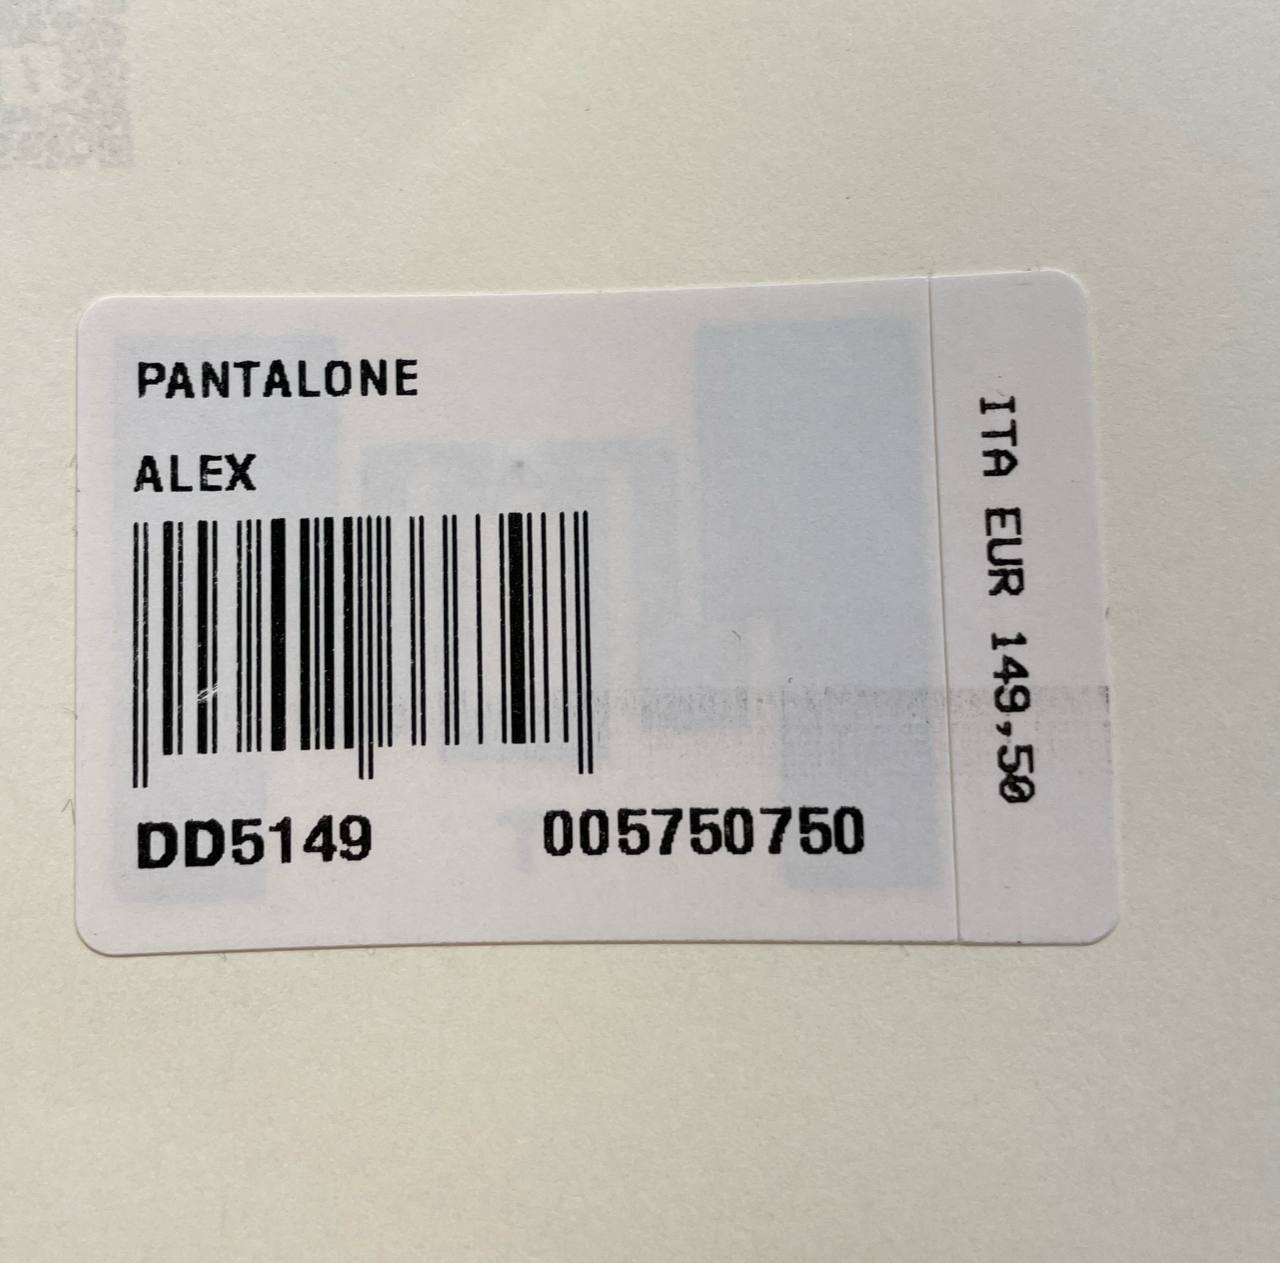 PANTALONE
ALEX
DD5149 005750750
ITA EUR 149,50